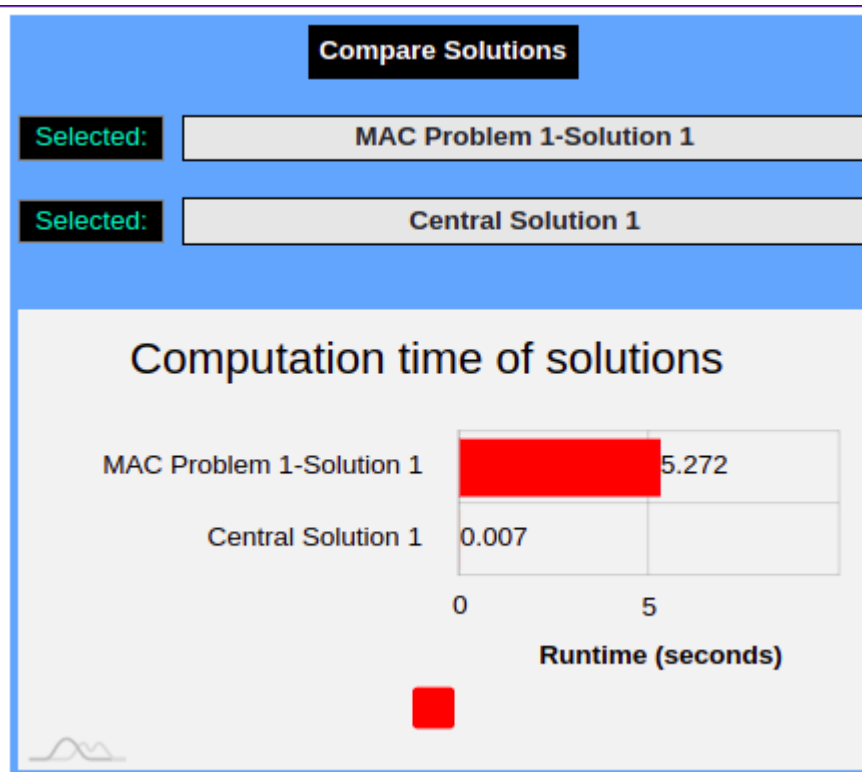 Compare Solutions
Selected: MAC Problem 1-Solution 1
Selected: Central Solution 1
Computation time of solutions
MAC Problem 1-Solution 1 5.272
Central Solution 1 0.007
0 5
Runtime (seconds)